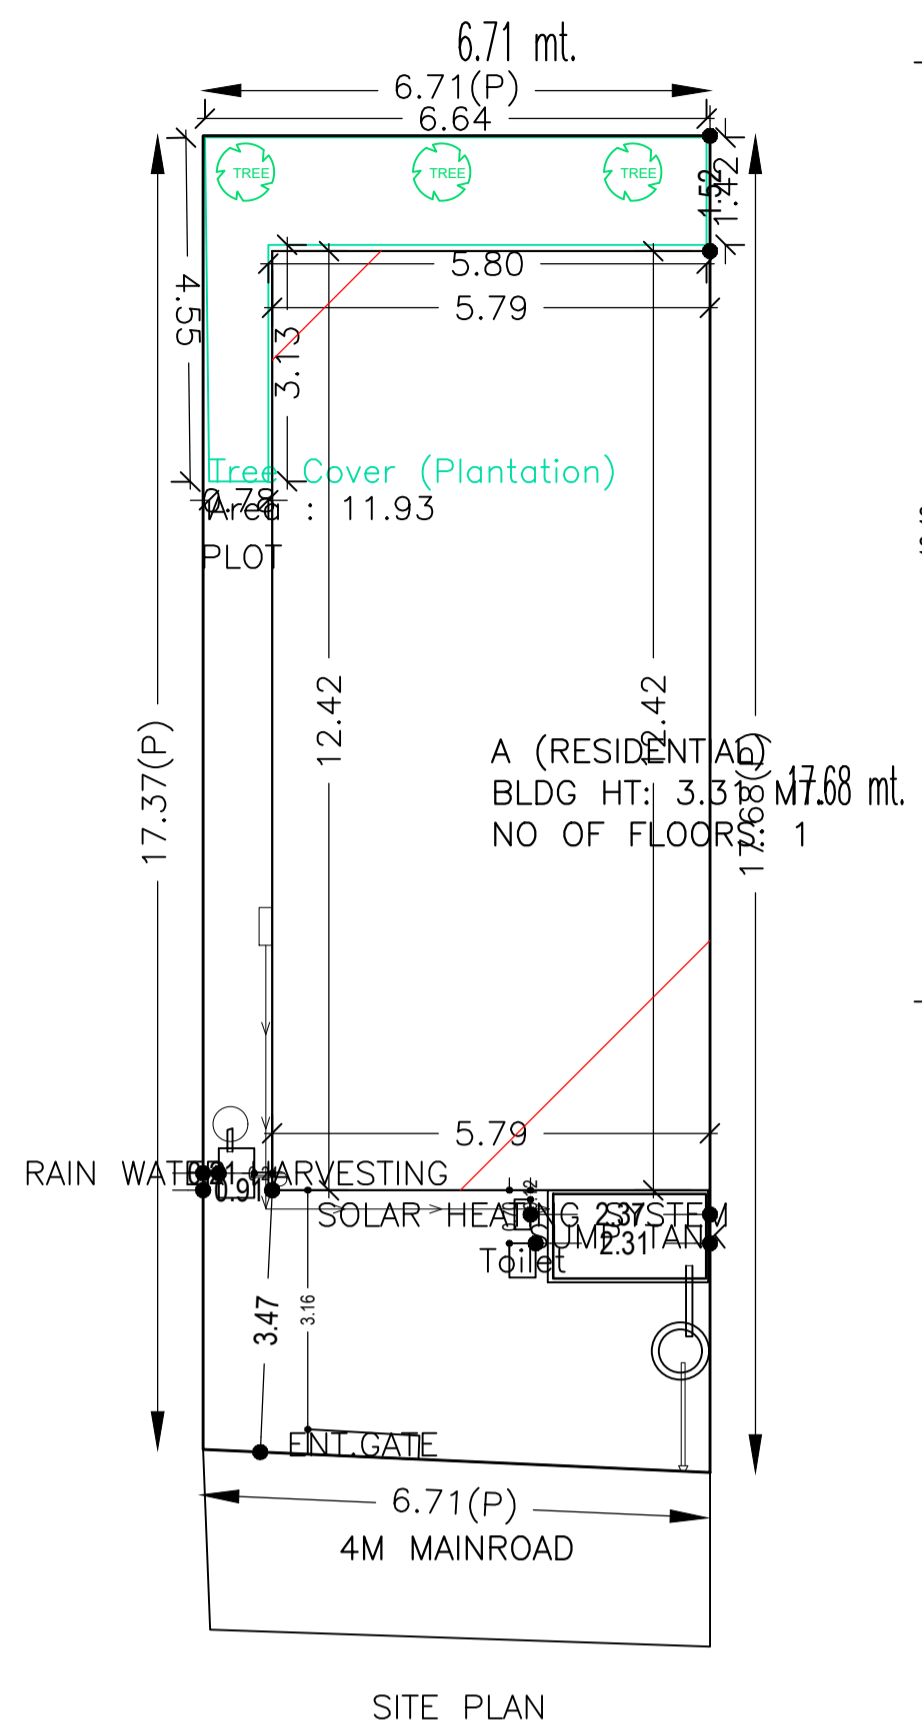 6.71 mt.
6.71(P)
6.64
TREE
TREE
TREE
1.52
1.42
5.80
5.79
4.55
3.13
Tree Cover (Plantation)
0.78
Area : 11.93
PLOT
12.42
12.42
17.37(P)
17.68(P)
A (RESIDENTIAL)
BLDG HT: 3.31 MT.
17.68 mt.
NO OF FLOORS: 1
5.79
RAIN WATER HARVESTING
0.91
SOLAR HEATING SYSTEM
2.37
SUMP TANK
2.31
Toilet
3.47
3.16
ENT.GATE
6.71(P)
4M MAINROAD
SITE PLAN